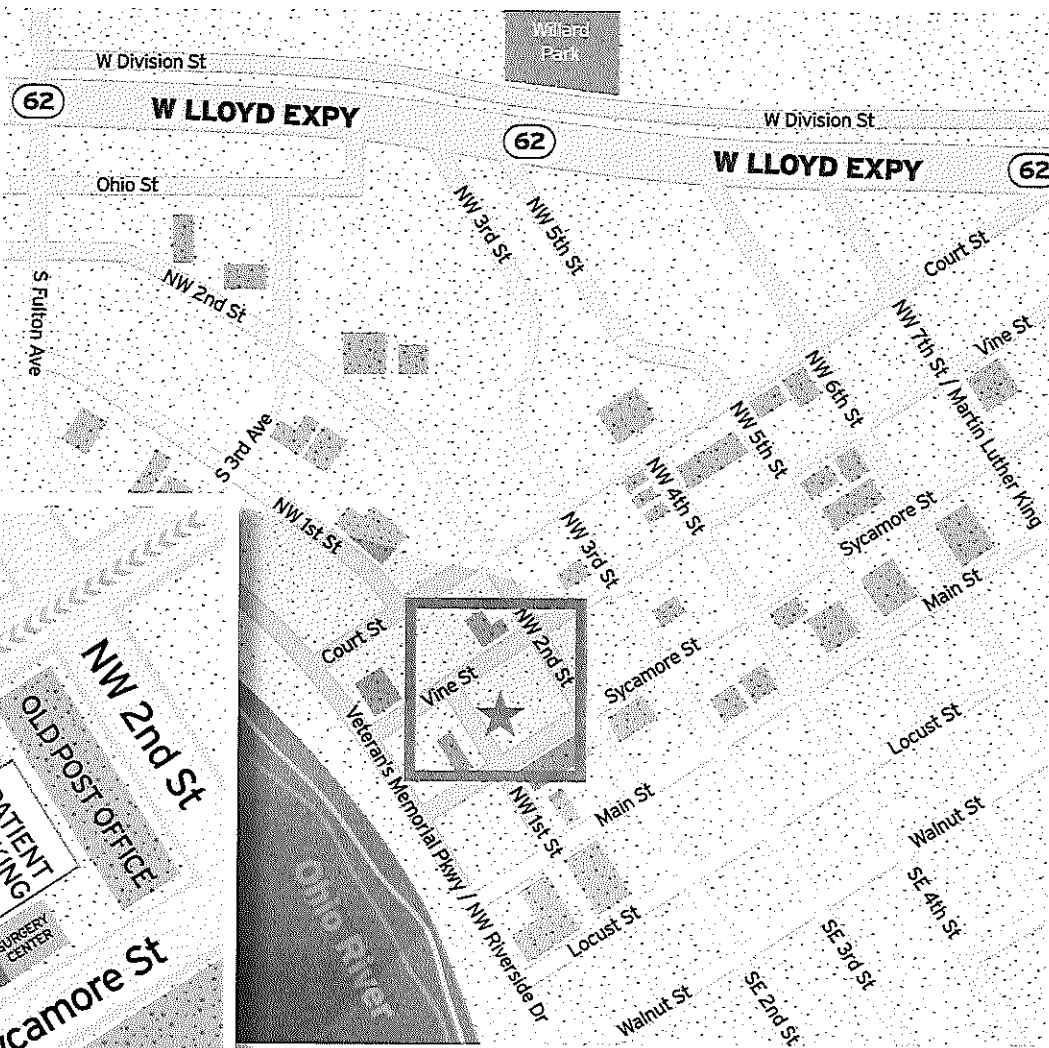 Willard
Park
W Division St
62
W LLOYD EXPY
62
W Division St
W LLOYD EXPY
62
Ohio St
NW 3rd St
NW 5th St
Court St
S Fulton Ave
NW 2nd St
NW 7th St / Martin Luther King
Vine St
NW 6th St
NW 5th St
S 3rd Ave
NW 4th St
NW 1st St
NW 3rd St
Sycamore St
Main St
Court St
NW 2nd St
Vine St
Sycamore St
Veteran's Memorial Pkwy / NW Riverside Dr
NW 1st St
Main St
Locust St
Walnut St
Ohio River
Locust St
SE 4th St
SE 3rd St
Walnut St
SE 2nd St
NW 2nd St
OLD POST OFFICE
PATIENT
KING
SURGERY
CENTER
ycamore St